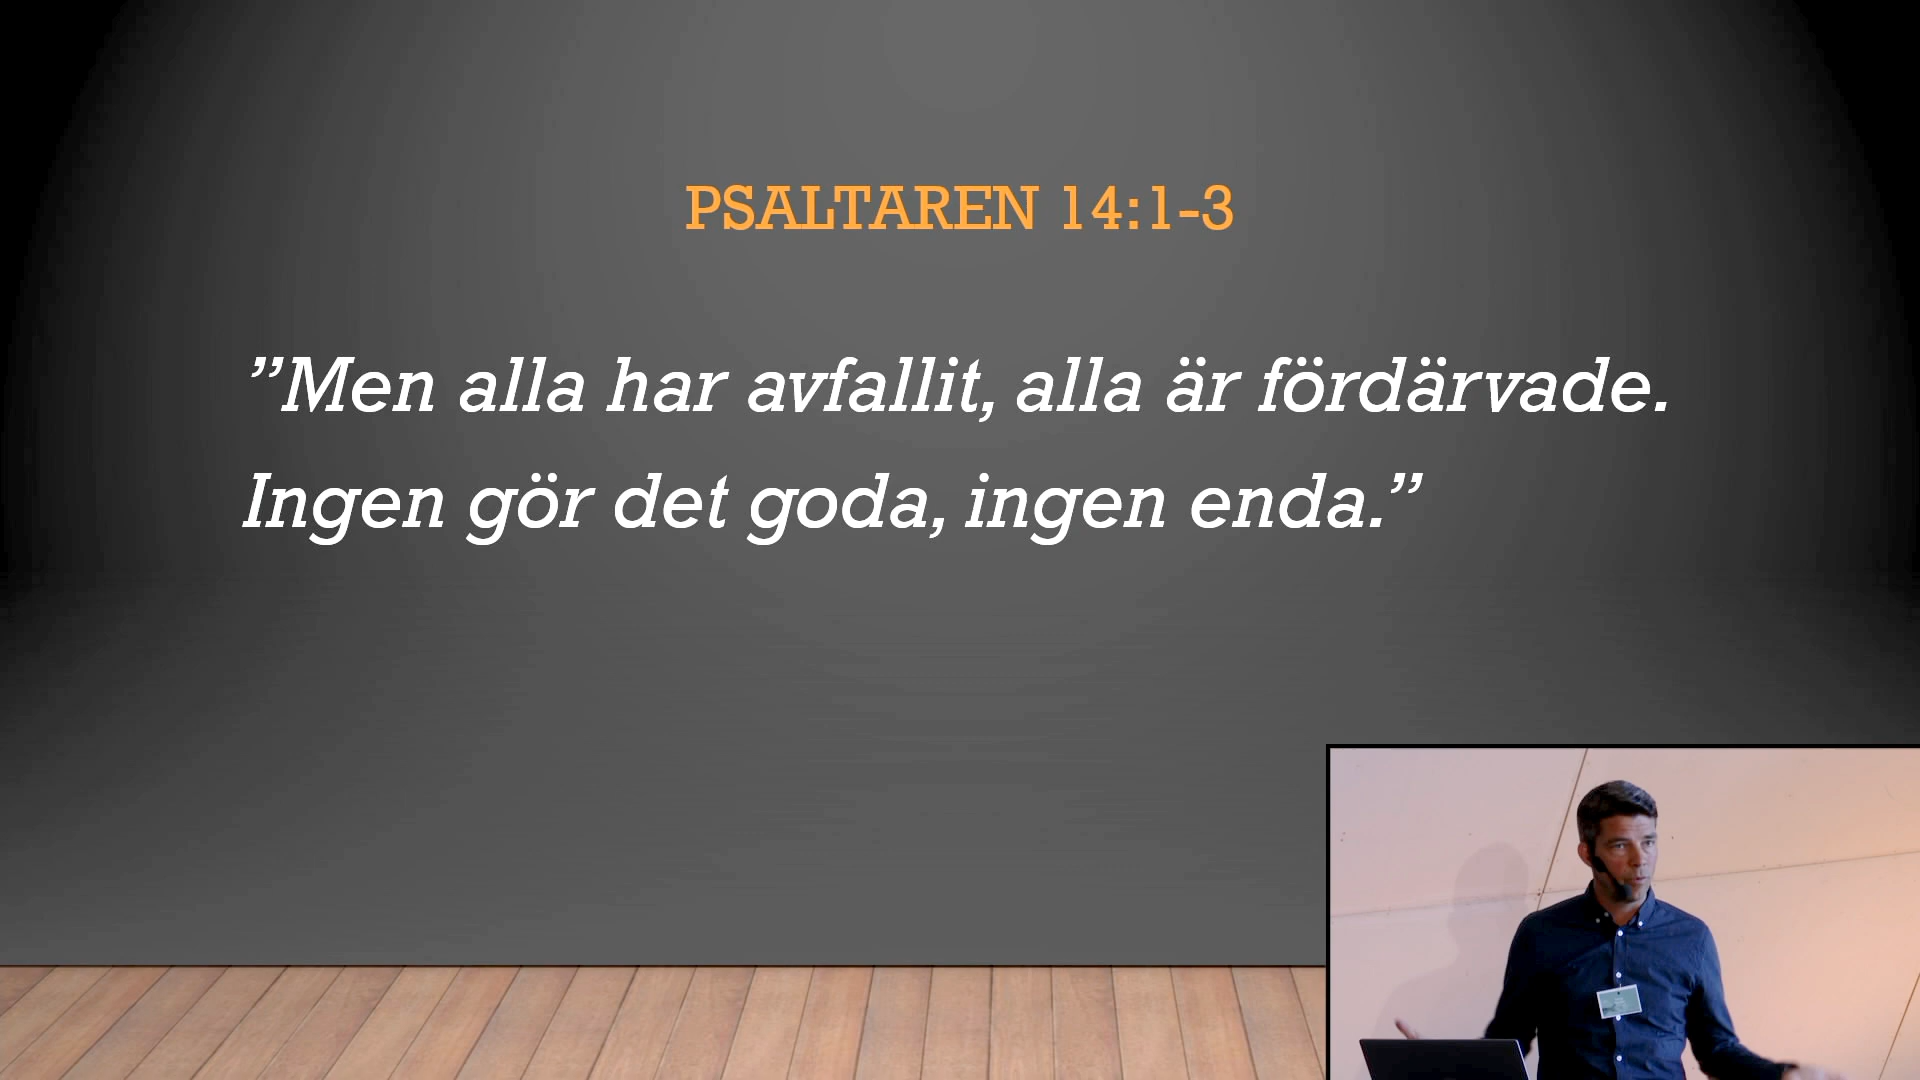 PSALTAREN 14:1-3
”Men alla har avfallit, alla är fördärvade.
Ingen gör det goda, ingen enda.”